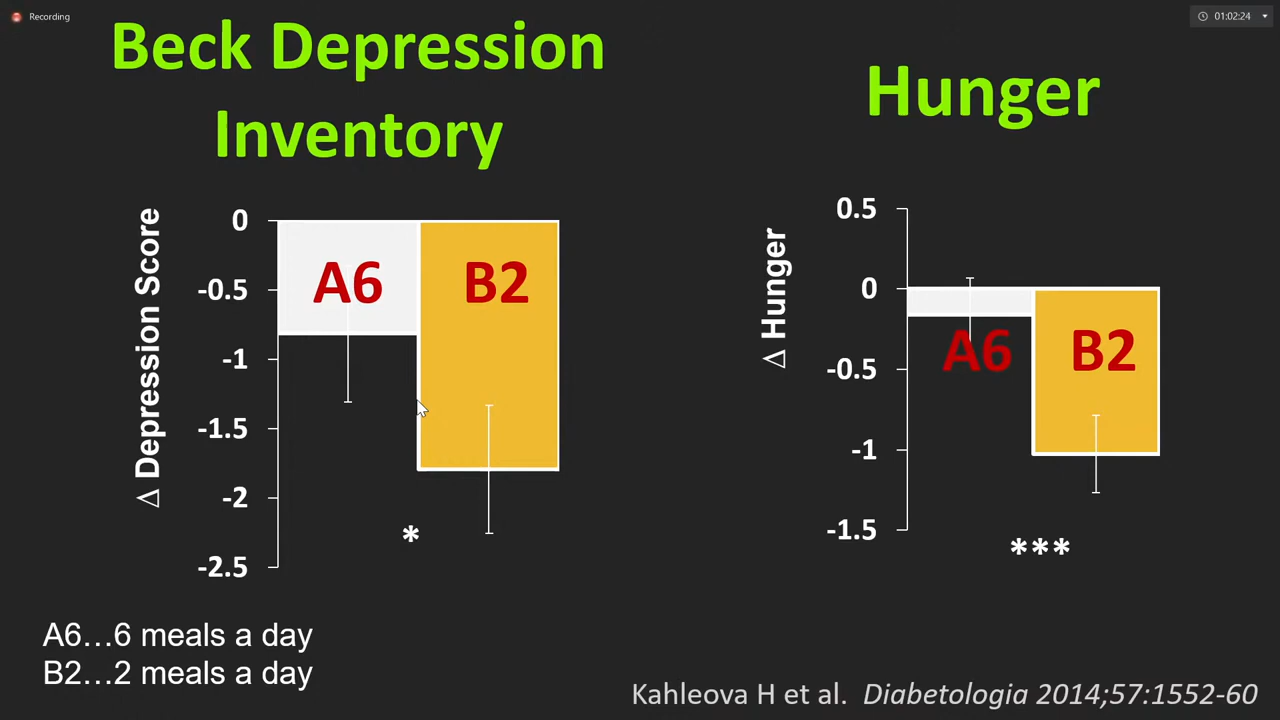 Recording
01:02:24
Beck Depression
Inventory
Hunger
Δ Depression Score
0
-0.5
-1
-1.5
-2
-2.5
A6
B2
*
Δ Hunger
0.5
0
-0.5
-1
-1.5
A6
B2
***
A6…6 meals a day
B2…2 meals a day
Kahleova H et al. Diabetologia 2014;57:1552-60